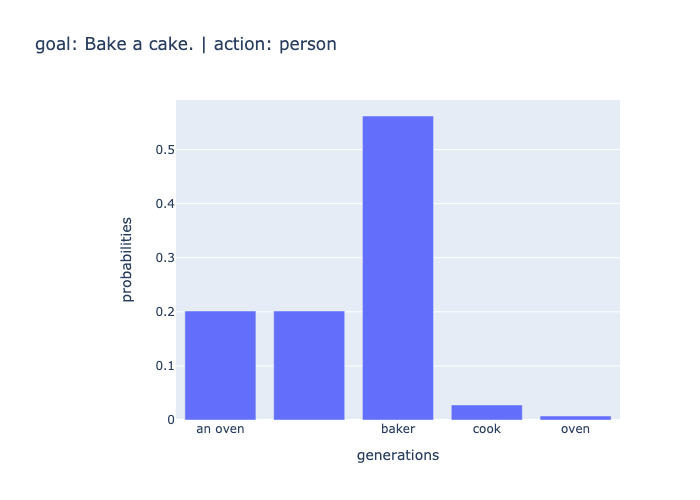 goal: Bake a cake. | action: person
0.5
0.4
0.3
0.2
0.1
0
probabilities
an oven baker cook oven
generations